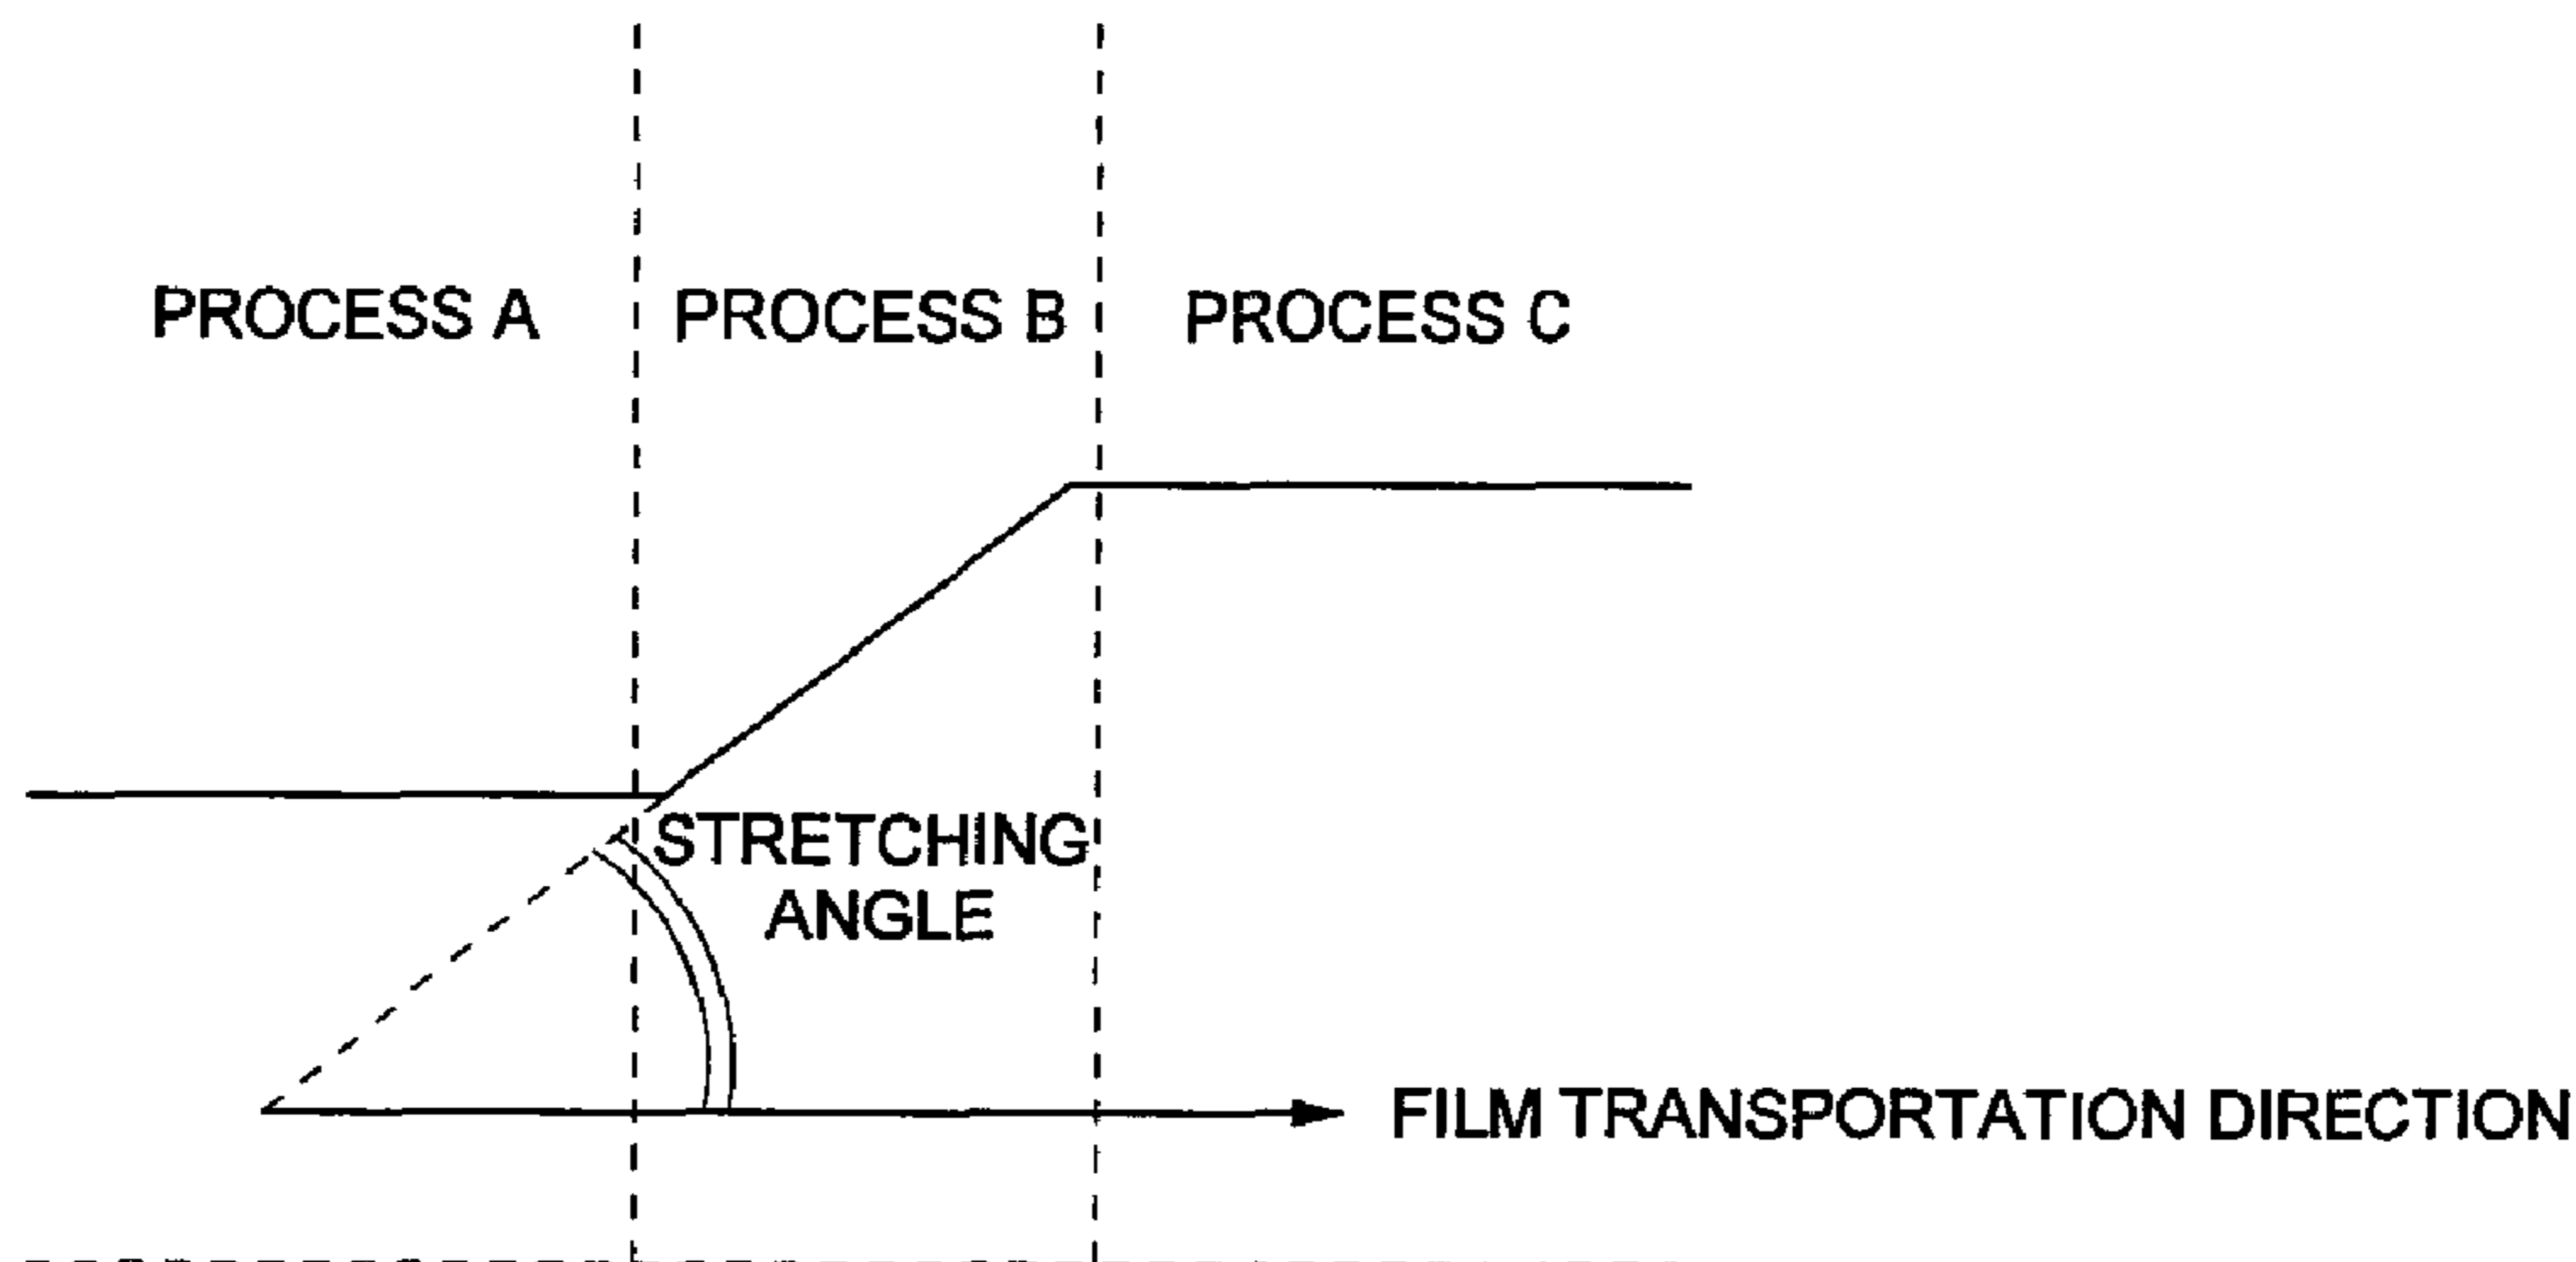 PROCESS A
PROCESS B
PROCESS C
STRETCHING
ANGLE
FILM TRANSPORTATION DIRECTION